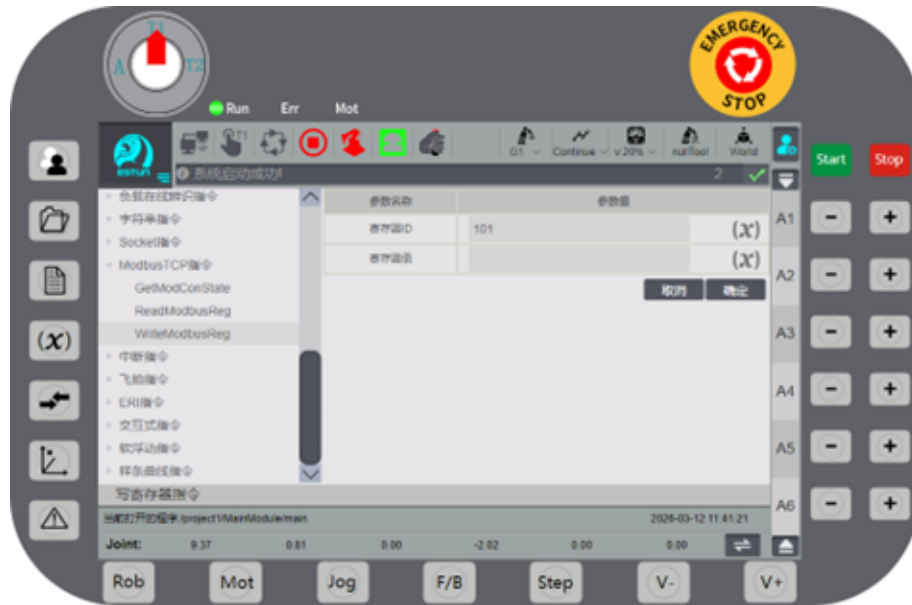 T1
A T2
EMERGENCY
STOP
Run Err Mot
T1
ESTUN
G1 Continue V 20% nullTool World
系统启动成功! 2
Start Stop
负载在线辨识指令
字符串指令
Socket指令
ModbusTCP指令
GetModConState
ReadModbusReg
WriteModbusReg
中断指令
飞拍指令
ERI指令
交互式指令
软浮动指令
样条曲线指令
写寄存器指令
参数名称 参数值
寄存器ID 101 (x)
寄存器值 (x)
取消 确定
A1 - +
A2 - +
A3 - +
A4 - +
A5 - +
A6 - +
(x)
当前打开的程序:/project1/MainModule/main 2026-03-12 11:41:21
Joint: 9.37 0.81 0.00 -2.02 0.00 0.00
Rob Mot Jog F/B Step V- V+